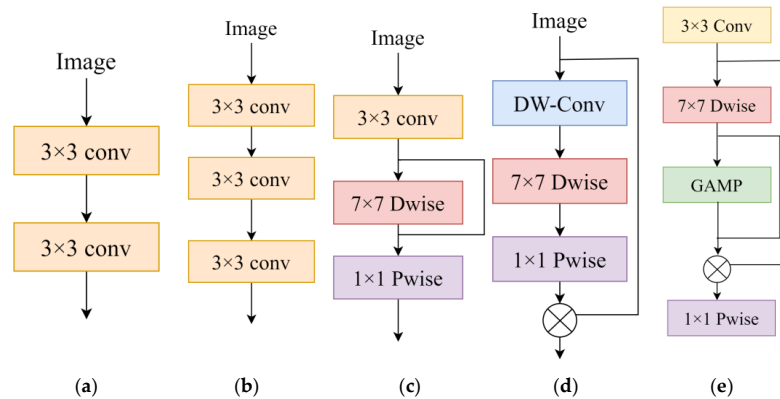 Image
3×3 conv
3×3 conv
(a)
Image
3×3 conv
3×3 conv
3×3 conv
(b)
Image
3×3 conv
7×7 Dwise
1×1 Pwise
(c)
Image
DW-Conv
7×7 Dwise
1×1 Pwise
(d)
3×3 Conv
7×7 Dwise
GAMP
1×1 Pwise
(e)